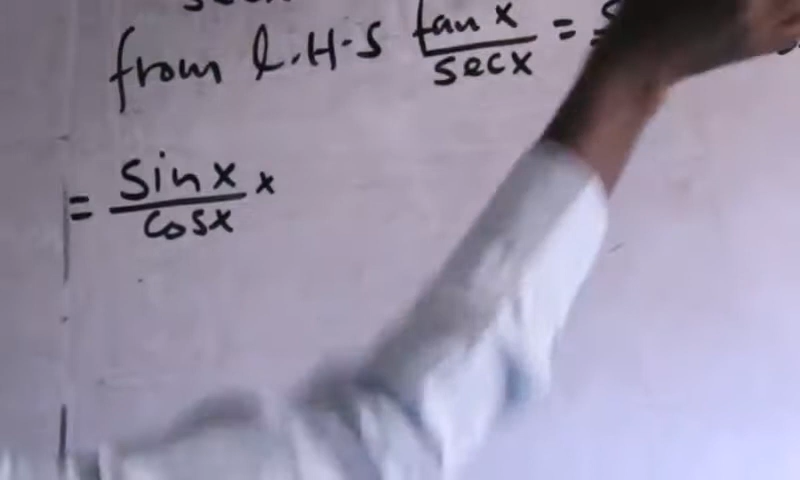 from L.H.S tan x / sec x =
= sin x / cos x ×